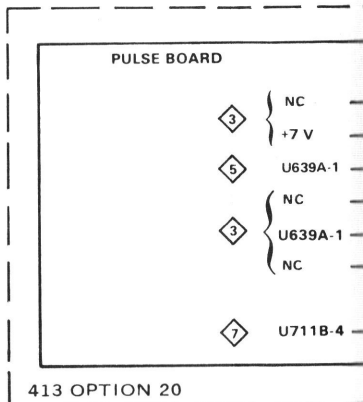 PULSE BOARD
NC
3
+7 V
5 U639A-1
NC
3 U639A-1
NC
7 U711B-4
413 OPTION 20